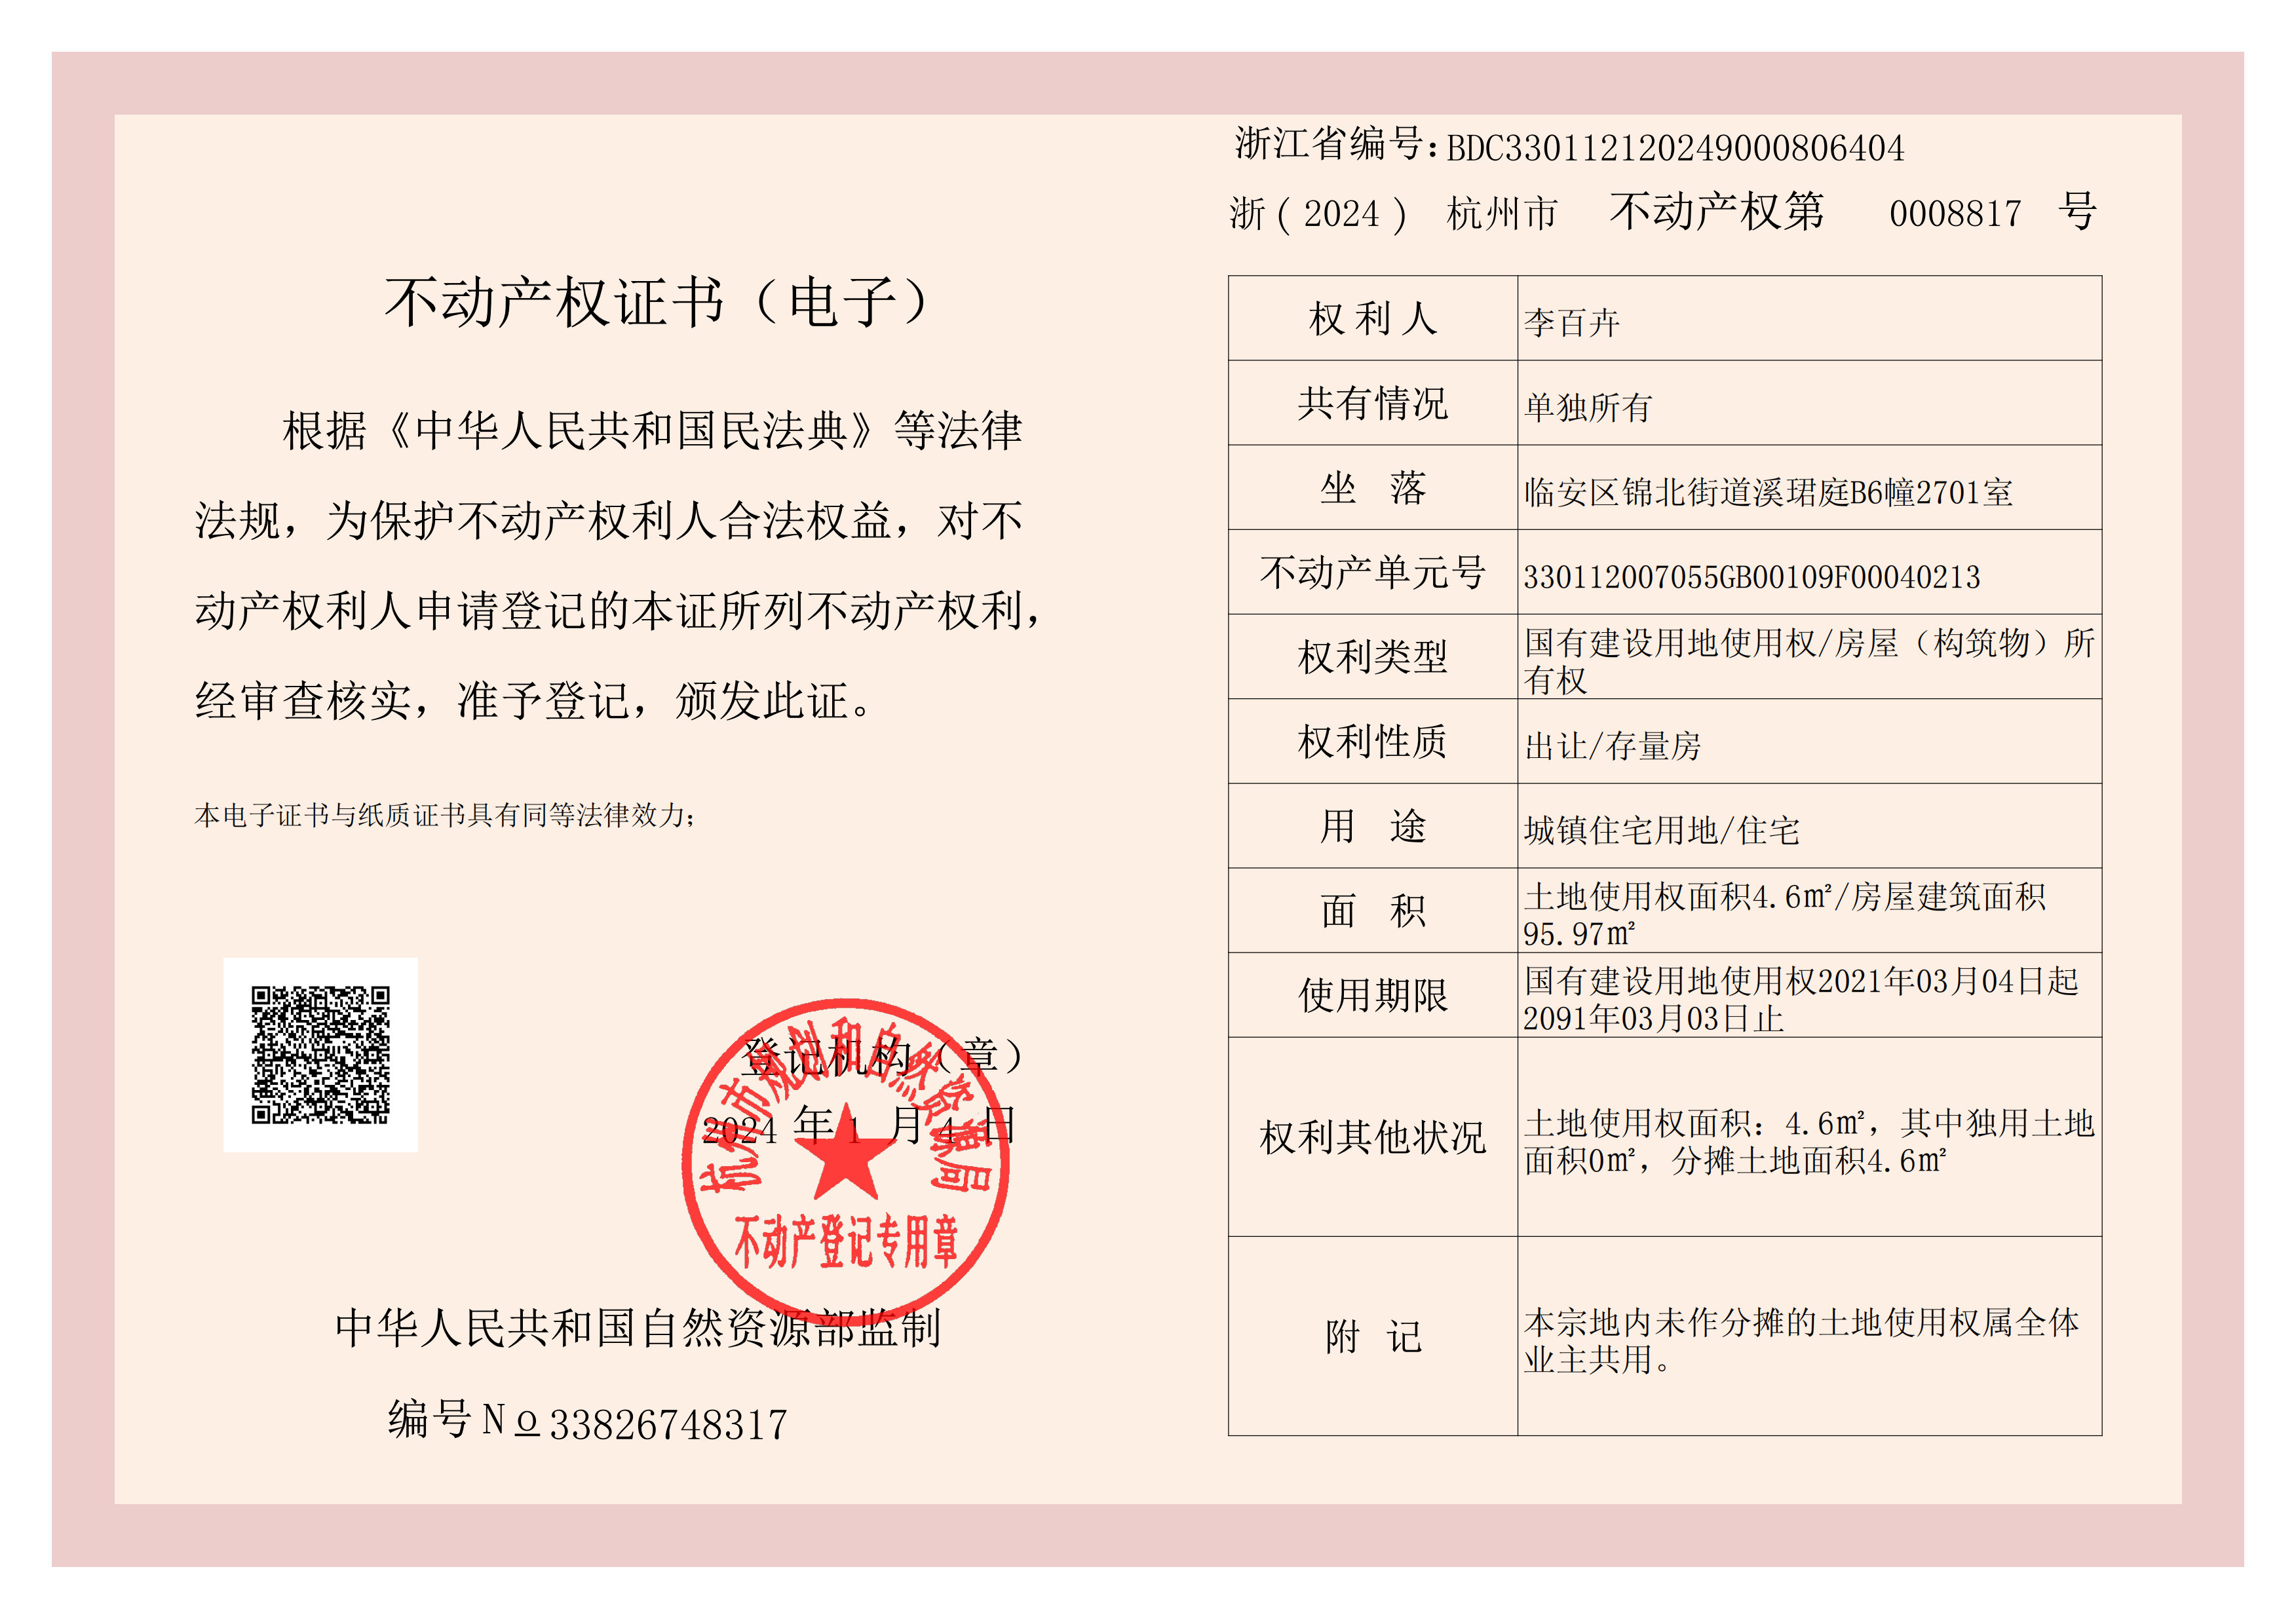 不动产权证书（电子）
根据《中华人民共和国民法典》等法律
法规，为保护不动产权利人合法权益，对不
动产权利人申请登记的本证所列不动产权利，
经审查核实，准予登记，颁发此证。
本电子证书与纸质证书具有同等法律效力；
登记机构（章）
2024 年 1 月 4 日
杭州市规划和自然资源局
不动产登记专用章
中华人民共和国自然资源部监制
编号 No 33826748317
浙江省编号：BDC330112120249000806404
浙（2024） 杭州市 不动产权第 0008817 号
权利人 李百卉
共有情况 单独所有
坐 落 临安区锦北街道溪珺庭B6幢2701室
不动产单元号 330112007055GB00109F00040213
权利类型 国有建设用地使用权/房屋（构筑物）所
有权
权利性质 出让/存量房
用 途 城镇住宅用地/住宅
面 积 土地使用权面积4.6㎡/房屋建筑面积
95.97㎡
使用期限 国有建设用地使用权2021年03月04日起
2091年03月03日止
权利其他状况 土地使用权面积：4.6㎡，其中独用土地
面积0㎡，分摊土地面积4.6㎡
附 记 本宗地内未作分摊的土地使用权属全体
业主共用。